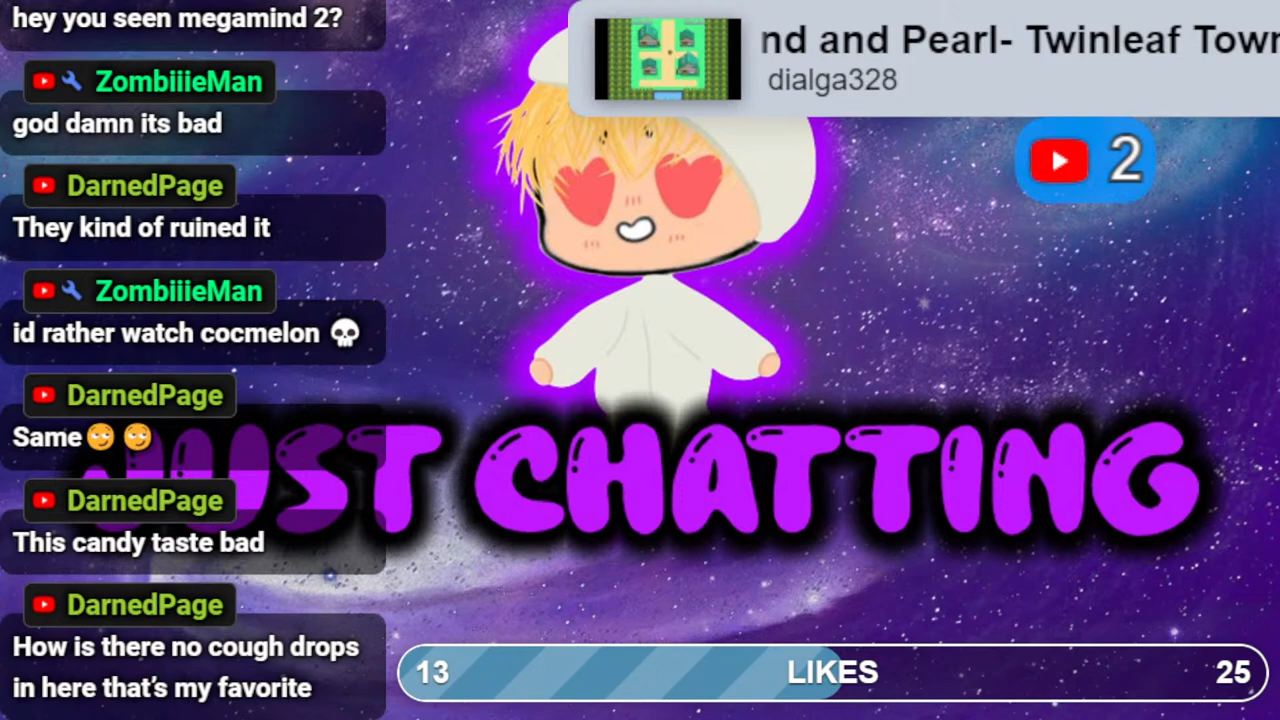 hey you seen megamind 2?
ZombiiieMan
god damn its bad
DarnedPage
They kind of ruined it
ZombiiieMan
id rather watch cocmelon 💀
DarnedPage
Same🙄 🙄
DarnedPage
This candy taste bad
DarnedPage
How is there no cough drops
in here that’s my favorite
nd and Pearl- Twinleaf Town
dialga328
2
JUST CHATTING
13 LIKES 25